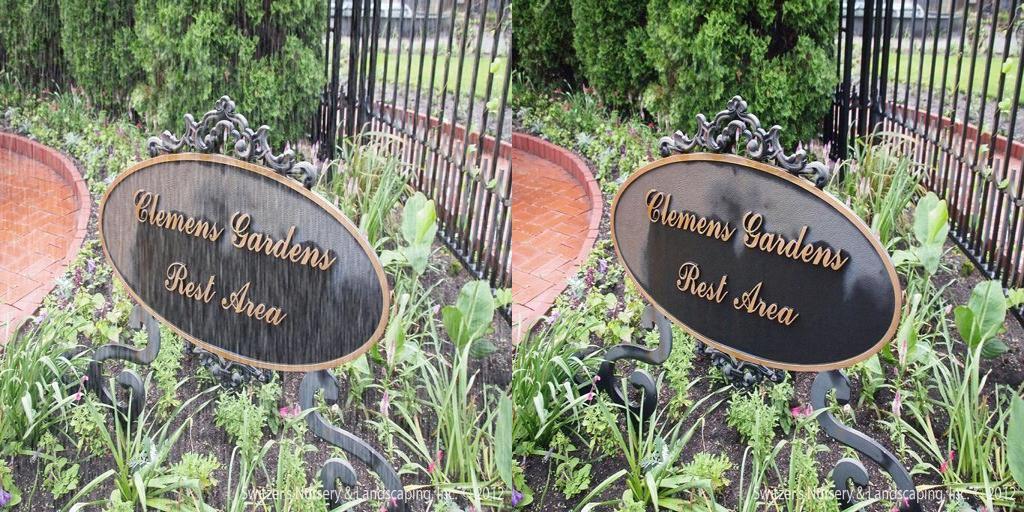 Clemens Gardens
Rest Area
Switzer's Nursery & Landscaping, Inc. © 2012
Clemens Gardens
Rest Area
Switzer's Nursery & Landscaping, Inc. © 2012